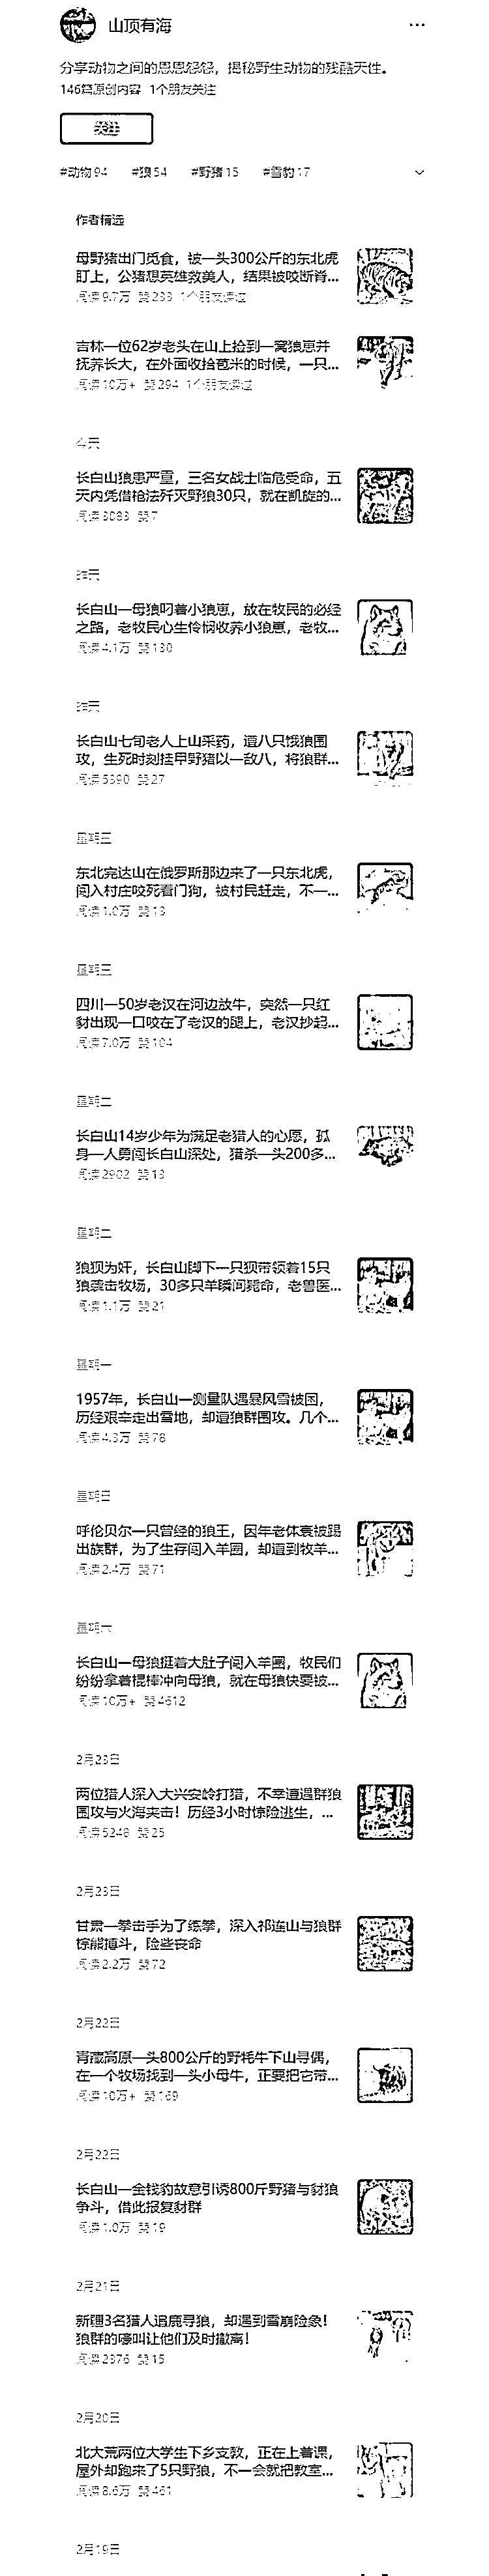 山顶有海
分享动物之间的恩恩怨怨，揭秘野生动物的残酷天性。
146篇原创内容 1个朋友关注
关注
#动物 94 #狼 54 #野猪 15 #雪豹 17
作者精选
母野猪出门觅食，被一头300公斤的东北虎
盯上，公猪想英雄救美人，结果被咬断脊...
阅读 9.7万 赞 233 1个朋友读过
吉林一位62岁老头在山上捡到一窝狼崽并
抚养长大，在外面收拾苞米的时候，一只...
阅读 10万+ 赞 294 1个朋友读过
今天
长白山狼患严重，三名女战士临危受命，五
天内凭借枪法歼灭野狼30只，就在凯旋的...
阅读 3083 赞 7
昨天
长白山一母狼叼着小狼崽，放在牧民的必经
之路，老牧民心生怜悯收养小狼崽，老牧...
阅读 4.1万 赞 130
昨天
长白山七旬老人上山采药，遭八只饿狼围
攻，生死时刻挂甲野猪以一敌八，将狼群...
阅读 5390 赞 27
星期三
东北完达山在俄罗斯那边来了一只东北虎，
闯入村庄咬死看门狗，被村民赶走，不一...
阅读 1.0万 赞 13
星期三
四川一50岁老汉在河边放牛，突然一只红
豺出现一口咬在了老汉的腿上，老汉抄起...
阅读 7.0万 赞 104
星期二
长白山14岁少年为满足老猎人的心愿，孤
身一人勇闯长白山深处，猎杀一头200多...
阅读 2902 赞 13
星期二
狼狈为奸，长白山脚下一只狈带领着15只
狼袭击牧场，30多只羊瞬间毙命，老兽医...
阅读 1.1万 赞 21
星期一
1957年，长白山一测量队遇暴风雪被困，
历经艰辛走出雪地，却遭狼群围攻。几个...
阅读 4.3万 赞 78
星期日
呼伦贝尔一只曾经的狼王，因年老体衰被踢
出族群，为了生存闯入羊圈，却遭到牧羊...
阅读 2.4万 赞 71
星期六
长白山一母狼挺着大肚子闯入羊圈，牧民们
纷纷拿着棍棒冲向母狼，就在母狼快要被...
阅读 10万+ 赞 4612
2月23日
两位猎人深入大兴安岭打猎，不幸遭遇群狼
围攻与火海夹击！历经3小时惊险逃生，...
阅读 5248 赞 25
2月23日
甘肃一拳击手为了练拳，深入祁连山与狼群
棕熊搏斗，险些丧命
阅读 2.2万 赞 72
2月22日
青藏高原一头800公斤的野牦牛下山寻偶，
在一个牧场找到一头小母牛，正要把它带...
阅读 10万+ 赞 169
2月22日
长白山一金钱豹故意引诱800斤野猪与豺狼
争斗，借此报复豺群
阅读 1.0万 赞 19
2月21日
新疆3名猎人追鹿寻狼，却遇到雪崩险象！
狼群的嚎叫让他们及时撤离！
阅读 2376 赞 15
2月20日
北大荒两位大学生下乡支教，正在上着课，
屋外却跑来了5只野狼，不一会就把教室...
阅读 8.6万 赞 461
2月19日